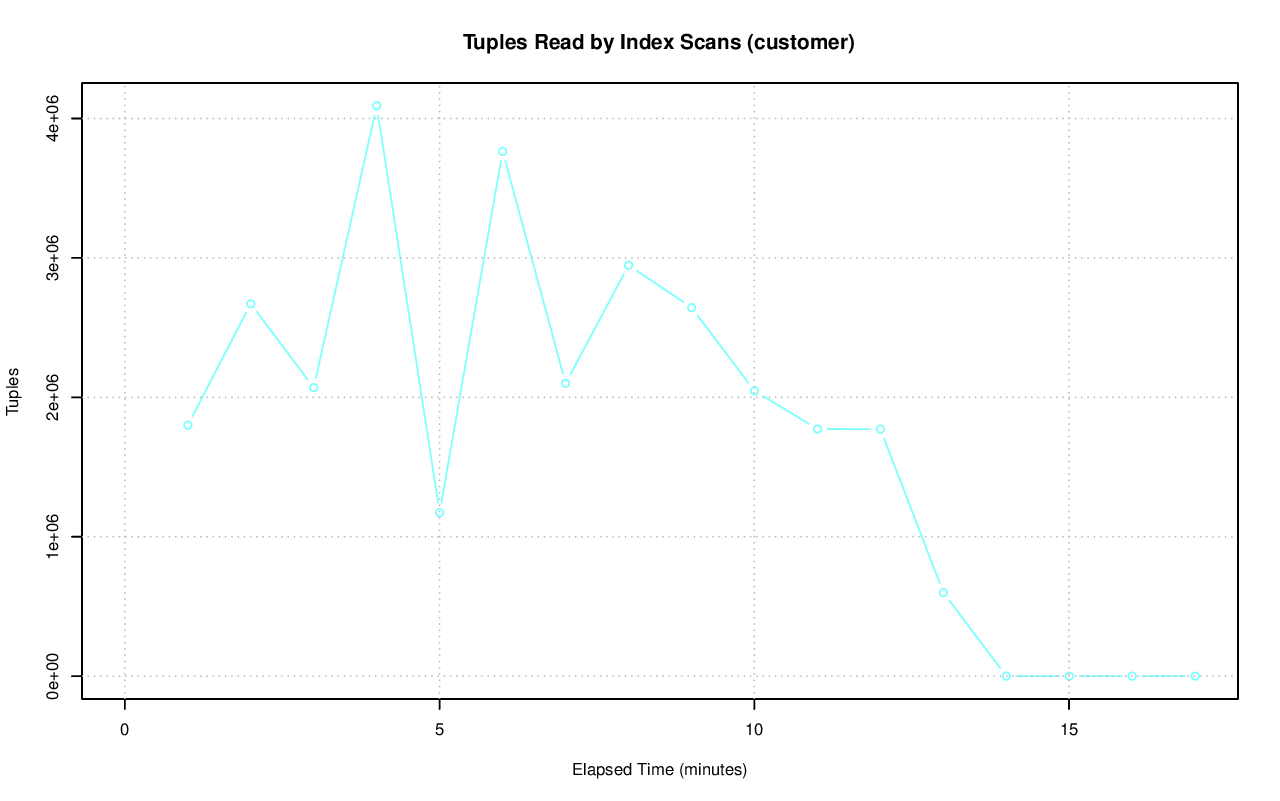 Tuples Read by Index Scans (customer)
Tuples
4e+06
3e+06
2e+06
1e+06
0e+00
0 5 10 15
Elapsed Time (minutes)